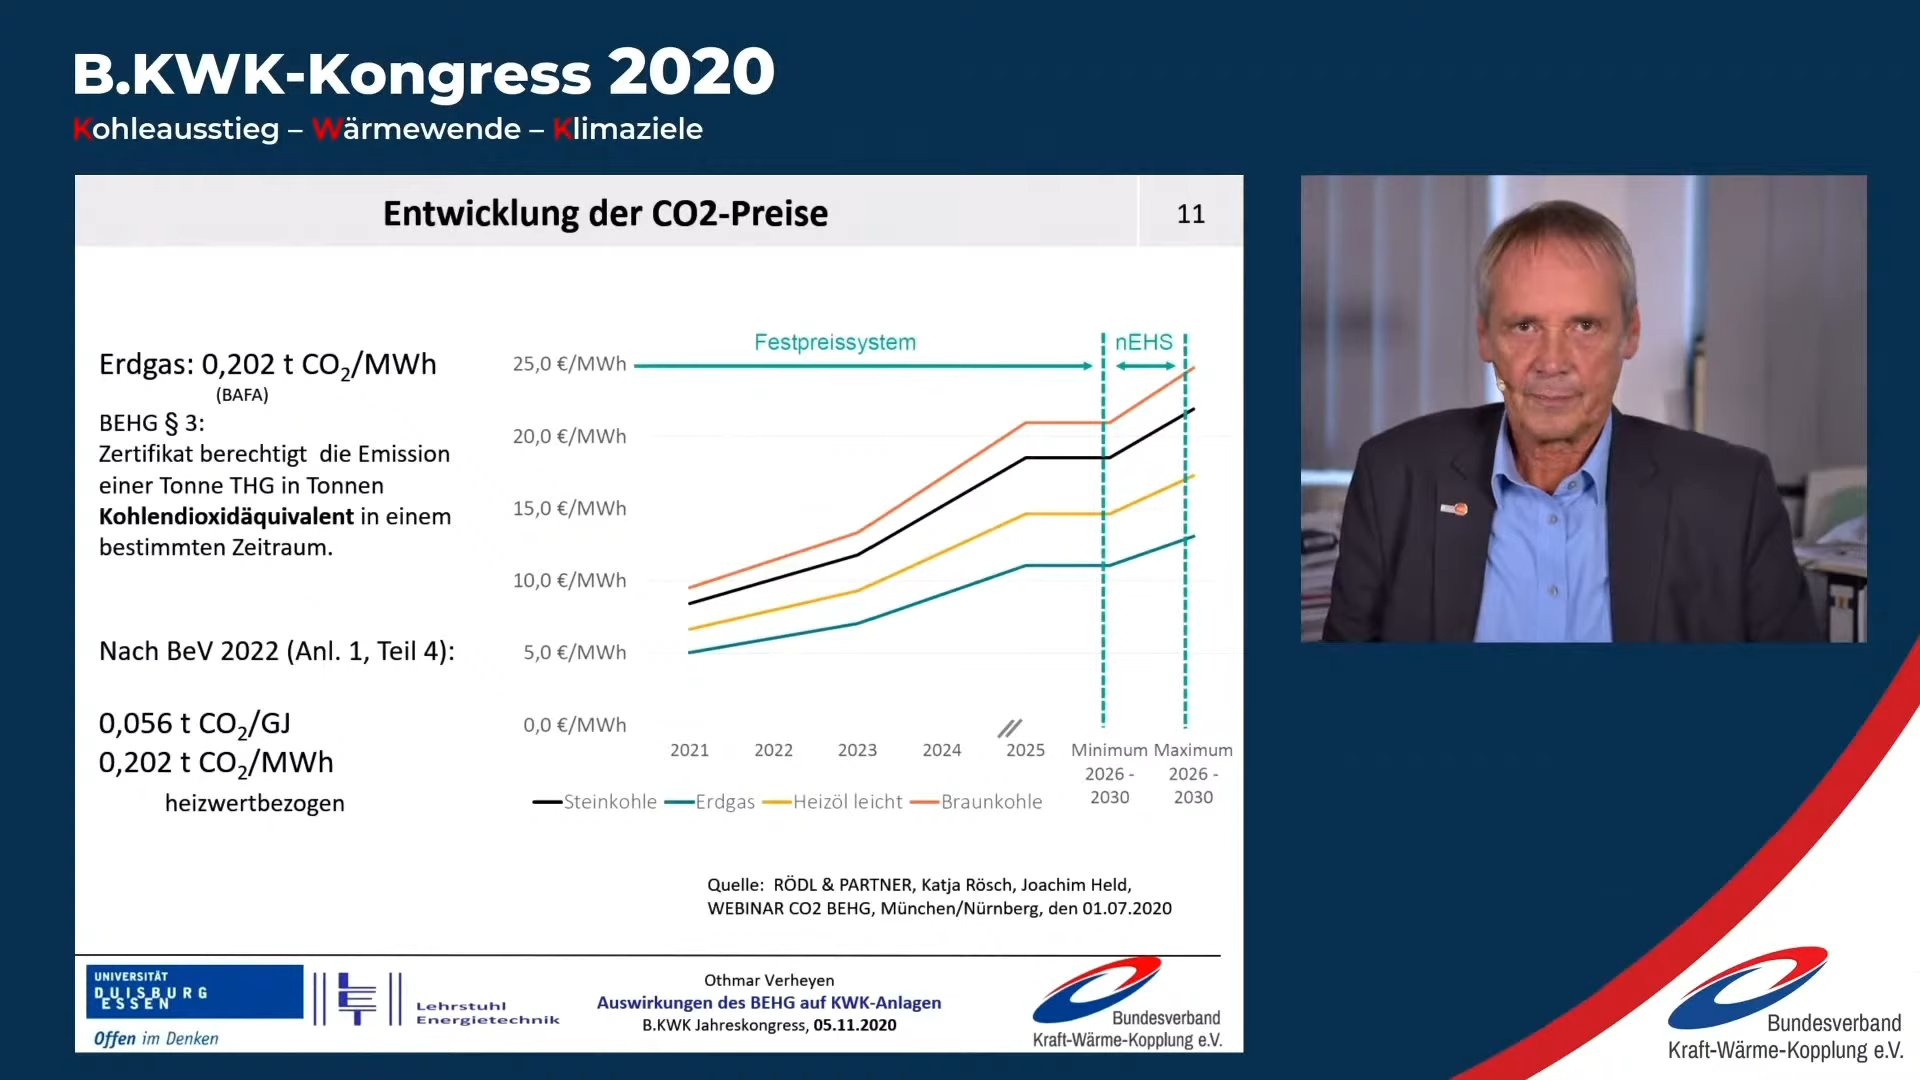 B.KWK-Kongress 2020
Kohleausstieg – Wärmewende – Klimaziele
Entwicklung der CO2-Preise
11
Erdgas: 0,202 t CO₂/MWh
(BAFA)
BEHG § 3:
Zertifikat berechtigt die Emission
einer Tonne THG in Tonnen
Kohlendioxidäquivalent in einem
bestimmten Zeitraum.
Nach BeV 2022 (Anl. 1, Teil 4):
0,056 t CO₂/GJ
0,202 t CO₂/MWh
heizwertbezogen
Festpreissystem
nEHS
25,0 €/MWh
20,0 €/MWh
15,0 €/MWh
10,0 €/MWh
5,0 €/MWh
0,0 €/MWh
2021 2022 2023 2024 2025 Minimum Maximum
2026 - 2026 -
2030 2030
Steinkohle Erdgas Heizöl leicht Braunkohle
Quelle: RÖDL & PARTNER, Katja Rösch, Joachim Held,
WEBINAR CO2 BEHG, München/Nürnberg, den 01.07.2020
UNIVERSITÄT
DUISBURG
ESSEN
Offen im Denken
LET
Lehrstuhl
Energietechnik
Othmar Verheyen
Auswirkungen des BEHG auf KWK-Anlagen
B.KWK Jahreskongress, 05.11.2020
Bundesverband
Kraft-Wärme-Kopplung e.V.
Bundesverband
Kraft-Wärme-Kopplung e.V.